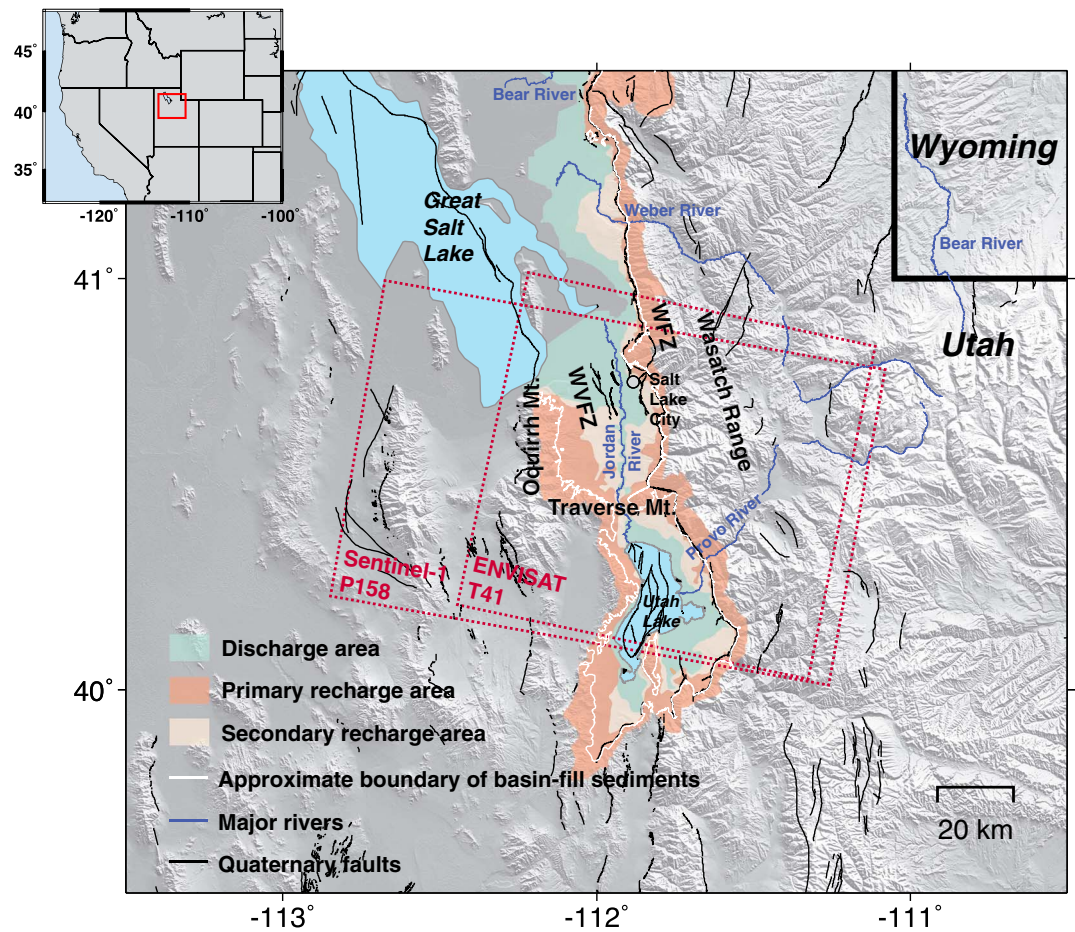 45°
40°
35°
-120°
-110°
-100°
Bear River
Wyoming
Weber River
Great
Salt
Lake
Bear River
41°
WFZ
Wasatch Range
Utah
WVFZ
Salt
Lake
City
Oquirrh Mt.
Jordan
River
Traverse Mt.
Provo River
Sentinel-1
P158
ENVISAT
T41
Utah
Lake
Discharge area
40°
Primary recharge area
Secondary recharge area
Approximate boundary of basin-fill sediments
Major rivers
20 km
Quaternary faults
-113°
-112°
-111°